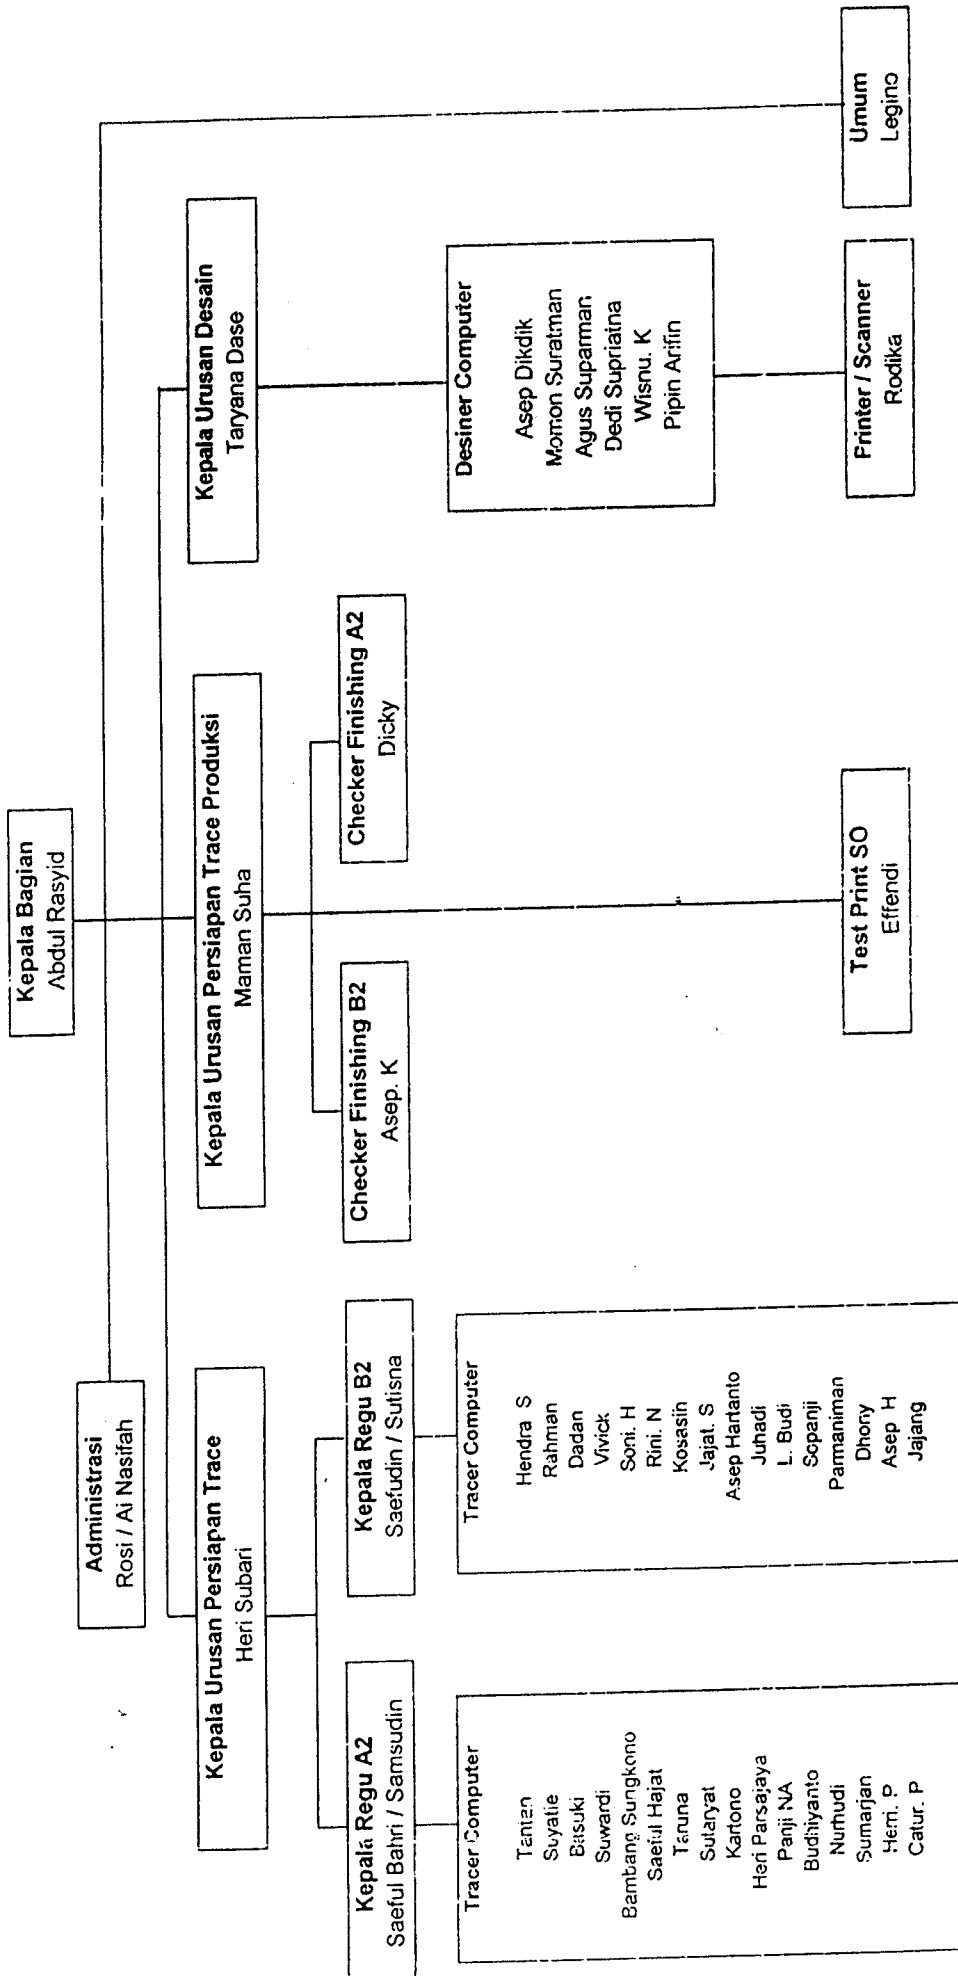 Kepala Bagian
Abdul Rasyid
Administrasi
Rosi / Ai Nasifah
Kepala Urusan Persiapan Trace
Heri Subari
Kepala Urusan Persiapan Trace Produksi
Maman Suha
Kepala Urusan Desain
Taryana Dase
Kepala Regu A2
Saeful Bahri / Samsudin
Kepala Regu B2
Saefudin / Sutisna
Checker Finishing B2
Asep. K
Checker Finishing A2
Dicky
Tracer Computer
Tantan
Suyatie
Basuki
Suwardi
Bambang Sungkono
Saeful Hajat
Taruna
Sutaryat
Kartono
Heri Parsajaya
Panji NA
Budhiyanto
Nurhudi
Sumarjan
Herri. P
Catur. P
Tracer Computer
Hendra S
Rahman
Dadan
Vivick
Soni. H
Rini. N
Kosasin
Jajat. S
Asep Hartanto
Juhadi
L. Budi
Sopanji
Parmaniman
Dhony
Asep H
Jajang
Desiner Computer
Asep Dikdik
Momon Suratman
Agus Suparman
Dedi Supriatna
Wisnu. K
Pipin Arifin
Test Print SO
Effendi
Printer / Scanner
Rodika
Umum
Legino